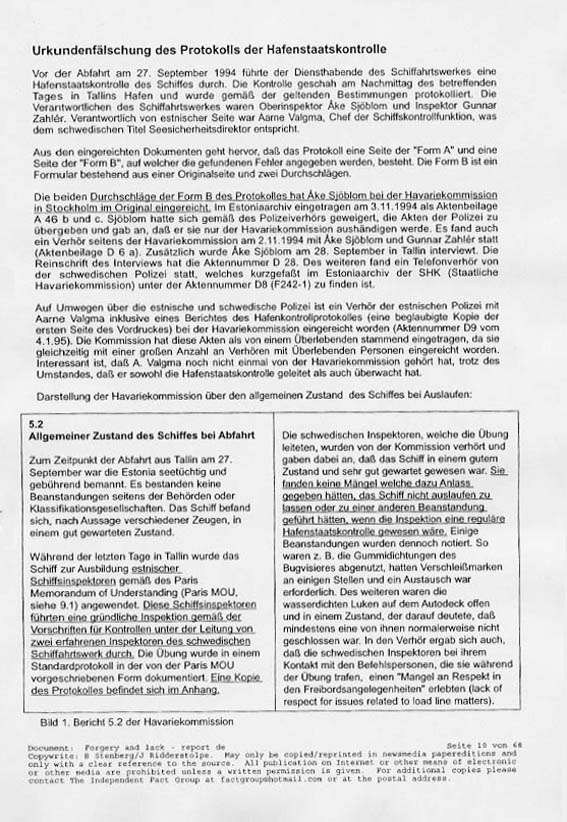 Urkundenfälschung des Protokolls der Hafenstaatskontrolle
Vor der Abfahrt am 27. September 1994 führte der Diensthabende des Schiffahrtswerkes eine
Hafenstaatskontrolle des Schiffes durch. Die Kontrolle geschah am Nachmittag des betreffenden
Tages in Tallins Hafen und wurde gemäß der geltenden Bestimmungen protokolliert. Die
Verantwortlichen des Schiffahrtswerkes waren Oberinspektor Åke Sjöblom und Inspektor Gunnar
Zahlér. Verantwortlich von estnischer Seite war Aarne Valgma, Chef der Schiffskontrollfunktion, was
dem schwedischen Titel Seesicherheitsdirektor entspricht.
Aus den eingereichten Dokumenten geht hervor, daß das Protokoll eine Seite der "Form A" und eine
Seite der "Form B", auf welcher die gefundenen Fehler angegeben werden, besteht. Die Form B ist ein
Formular bestehend aus einer Originalseite und zwei Durchschlägen.
Die beiden Durchschläge der Form B des Protokolles hat Åke Sjöblom bei der Havariekommission
in Stockholm im Original eingereicht. Im Estoniaarchiv eingetragen am 3.11.1994 als Aktenbeilage
A 46 b und c. Sjöblom hatte sich gemäß des Polizeiverhörs geweigert, die Akten der Polizei zu
übergeben und gab an, daß er sie nur der Havariekommission aushändigen werde. Es fand auch
ein Verhör seitens der Havariekommission am 2.11.1994 mit Åke Sjöblom und Gunnar Zahlér statt
(Aktenbeilage D 6 a). Zusätzlich wurde Åke Sjöblom am 28. September in Tallin interviewt. Die
Reinschrift des Interviews hat die Aktennummer D 28. Des weiteren fand ein Telefonverhör von
der schwedischen Polizei statt, welches kurzgefaßt im Estoniaarchiv der SHK (Staatliche
Havariekommission) unter der Aktennummer D8 (F242-1) zu finden ist.
Auf Umwegen über die estnische und schwedische Polizei ist ein Verhör der estnischen Polizei mit
Aarne Valgma inklusive eines Berichtes des Hafenkontrollprotokolles (eine beglaubigte Kopie der
ersten Seite des Vordruckes) bei der Havariekommission eingereicht worden (Aktennummer D9 vom
4.1.95). Die Kommission hat diese Akten als von einem Überlebenden stammend eingetragen, da sie
gleichzeitig mit einer großen Anzahl an Verhören mit Überlebenden Personen eingereicht worden.
Interessant ist, daß A. Valgma noch nicht einmal von der Havariekommission gehört hat, trotz des
Umstandes, daß er sowohl die Hafenstaatskontrolle geleitet als auch überwacht hat.
Darstellung der Havariekommission über den allgemeinen Zustand des Schiffes bei Auslaufen:
5.2
Allgemeiner Zustand des Schiffes bei Abfahrt
Zum Zeitpunkt der Abfahrt aus Tallin am 27.
September war die Estonia seetüchtig und
gebührend bemannt. Es bestanden keine
Beanstandungen seitens der Behörden oder
Klassifikationsgesellschaften. Das Schiff befand
sich, nach Aussage verschiedener Zeugen, in
einem gut gewarteten Zustand.
Während der letzten Tage in Tallin wurde das
Schiff zur Ausbildung estnischer
Schiffsinspektoren gemäß des Paris
Memorandum of Understanding (Paris MOU,
siehe 9.1) angewendet. Diese Schiffsinspektoren
führten eine gründliche Inspektion gemäß der
Vorschriften für Kontrollen unter der Leitung von
zwei erfahrenen Inspektoren des schwedischen
Schiffahrtswerk durch. Die Übung wurde in einem
Standardprotokoll in der von der Paris MOU
vorgeschriebenen Form dokumentiert. Eine Kopie
des Protokolles befindet sich im Anhang.
Die schwedischen Inspektoren, welche die Übung
leiteten, wurden von der Kommission verhört und
gaben dabei an, daß das Schiff in einem gutem
Zustand und sehr gut gewartet gewesen war. Sie
fanden keine Mängel welche dazu Anlass
gegeben hätten, das Schiff nicht auslaufen zu
lassen oder zu einer anderen Beanstandung
geführt hätten, wenn die Inspektion eine reguläre
Hafenstaatskontrolle gewesen wäre. Einige
Beanstandungen wurden dennoch notiert. So
waren z. B. die Gummidichtungen des
Bugvisieres abgenutzt, hatten Verschleißmarken
an einigen Stellen und ein Austausch war
erforderlich. Des weiteren waren die
wasserdichten Luken auf dem Autodeck offen
und in einem Zustand, der darauf deutete, daß
mindestens eine von ihnen normalerweise nicht
geschlossen war. In den Verhör ergab sich auch,
daß die schwedischen Inspektoren bei ihrem
Kontakt mit den Befehlspersonen, die sie während
der Übung trafen, einen "Mangel an Respekt in
den Freibordsangelegenheiten" erlebten (lack of
respect for issues related to load line matters).
Bild 1. Bericht 5.2 der Havariekommission
Document: Forgery and lack - report de Seite 10 von 68
Copywrite: B Stenberg/J Ridderstolpe. May only be copied/reprinted in newsmedia papereditions and
only with a clear reference to the source. All publication on Internet or other means of electronic
or other media are prohibited unless a written permission is given. For additional copies please
contact The Independent Fact Group at factgroup@hotmail.com or at the postal address.